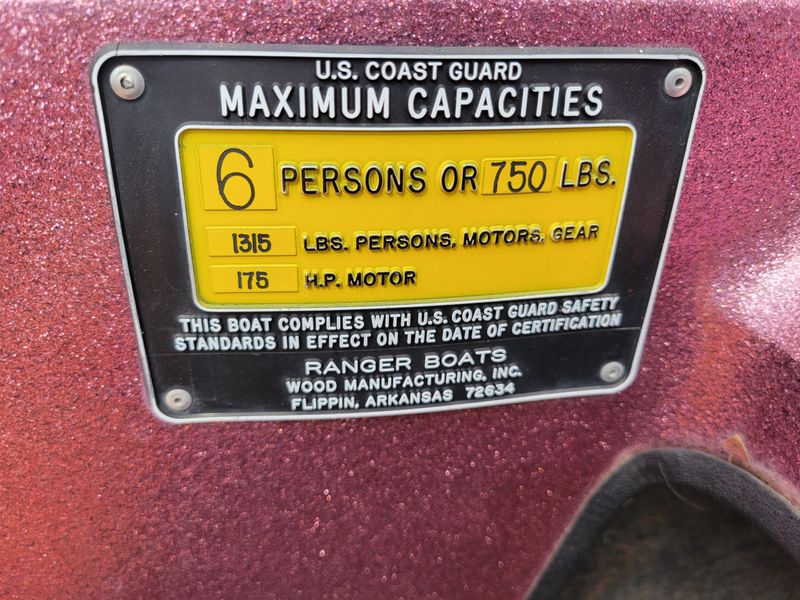 U.S. COAST GUARD
MAXIMUM CAPACITIES
6 PERSONS OR 750 LBS.
1315 LBS. PERSONS, MOTORS, GEAR
175 H.P. MOTOR
THIS BOAT COMPLIES WITH U.S. COAST GUARD SAFETY
STANDARDS IN EFFECT ON THE DATE OF CERTIFICATION
RANGER BOATS
WOOD MANUFACTURING, INC.
FLIPPIN, ARKANSAS 72634